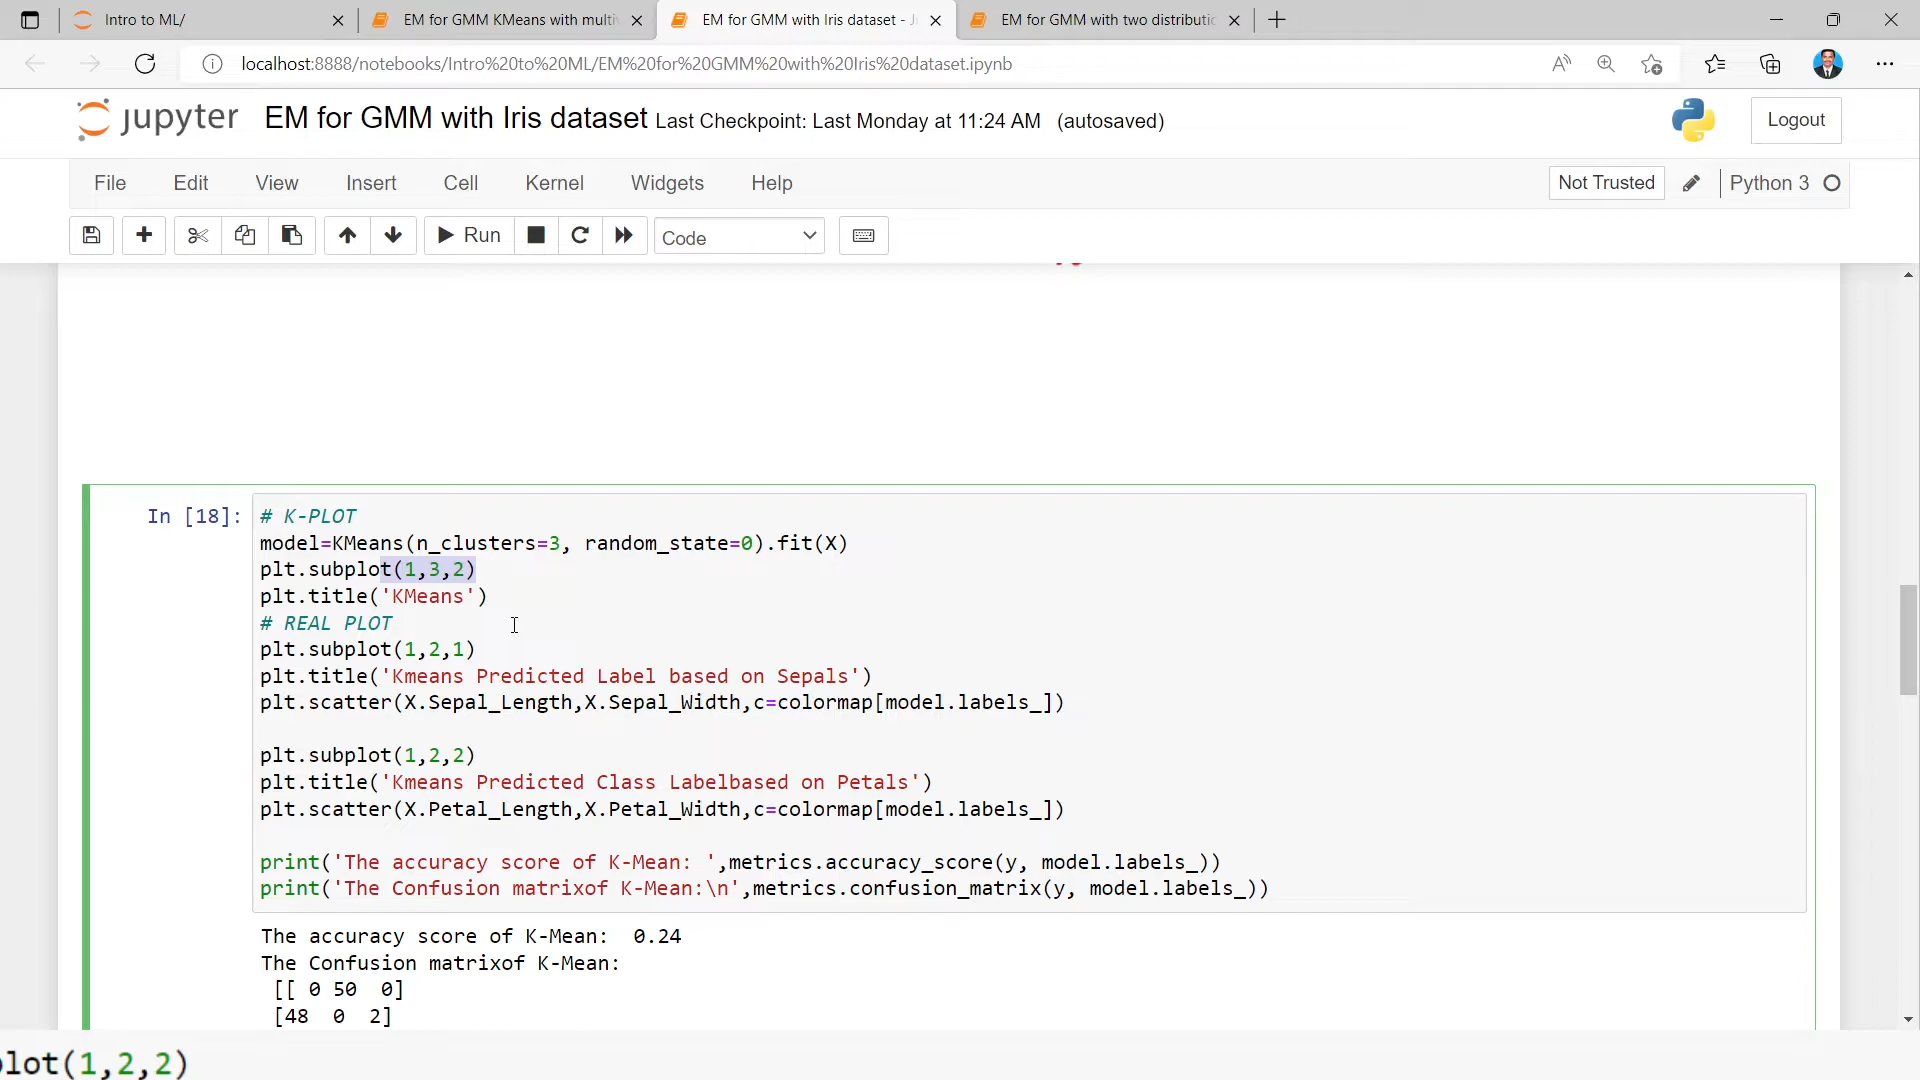 Intro to ML/
EM for GMM KMeans with multiv
EM for GMM with Iris dataset - J
EM for GMM with two distributio
localhost:8888/notebooks/Intro%20to%20ML/EM%20for%20GMM%20with%20Iris%20dataset.ipynb
jupyter EM for GMM with Iris dataset Last Checkpoint: Last Monday at 11:24 AM (autosaved)
Logout
File Edit View Insert Cell Kernel Widgets Help
Not Trusted
Python 3
Run
Code
In [18]:
# K-PLOT
model=KMeans(n_clusters=3, random_state=0).fit(X)
plt.subplot(1,3,2)
plt.title('KMeans')
# REAL PLOT
plt.subplot(1,2,1)
plt.title('Kmeans Predicted Label based on Sepals')
plt.scatter(X.Sepal_Length,X.Sepal_Width,c=colormap[model.labels_])
plt.subplot(1,2,2)
plt.title('Kmeans Predicted Class Labelbased on Petals')
plt.scatter(X.Petal_Length,X.Petal_Width,c=colormap[model.labels_])
print('The accuracy score of K-Mean: ',metrics.accuracy_score(y, model.labels_))
print('The Confusion matrixof K-Mean:\n',metrics.confusion_matrix(y, model.labels_))
The accuracy score of K-Mean:  0.24
The Confusion matrixof K-Mean:
[[ 0 50  0]
[48  0  2]
plot(1,2,2)